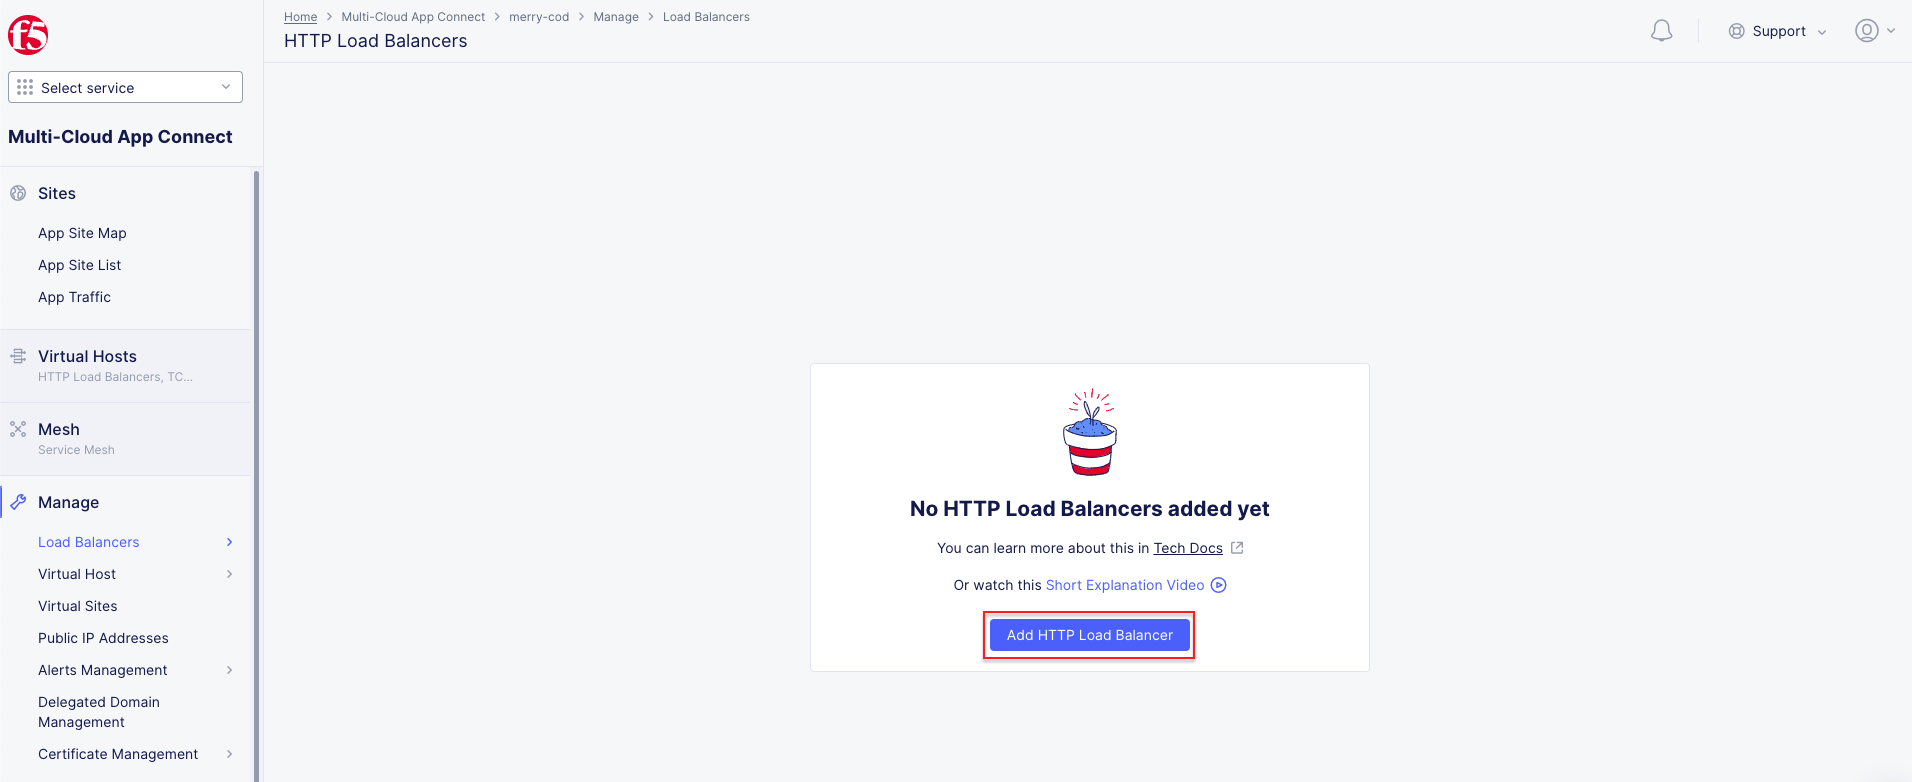 f5
Home > Multi-Cloud App Connect > merry-cod > Manage > Load Balancers
HTTP Load Balancers
Support
Select service
Multi-Cloud App Connect
Sites
App Site Map
App Site List
App Traffic
Virtual Hosts
HTTP Load Balancers, TC...
Mesh
Service Mesh
Manage
Load Balancers
Virtual Host
Virtual Sites
Public IP Addresses
Alerts Management
Delegated Domain
Management
Certificate Management
No HTTP Load Balancers added yet
You can learn more about this in Tech Docs
Or watch this Short Explanation Video
Add HTTP Load Balancer